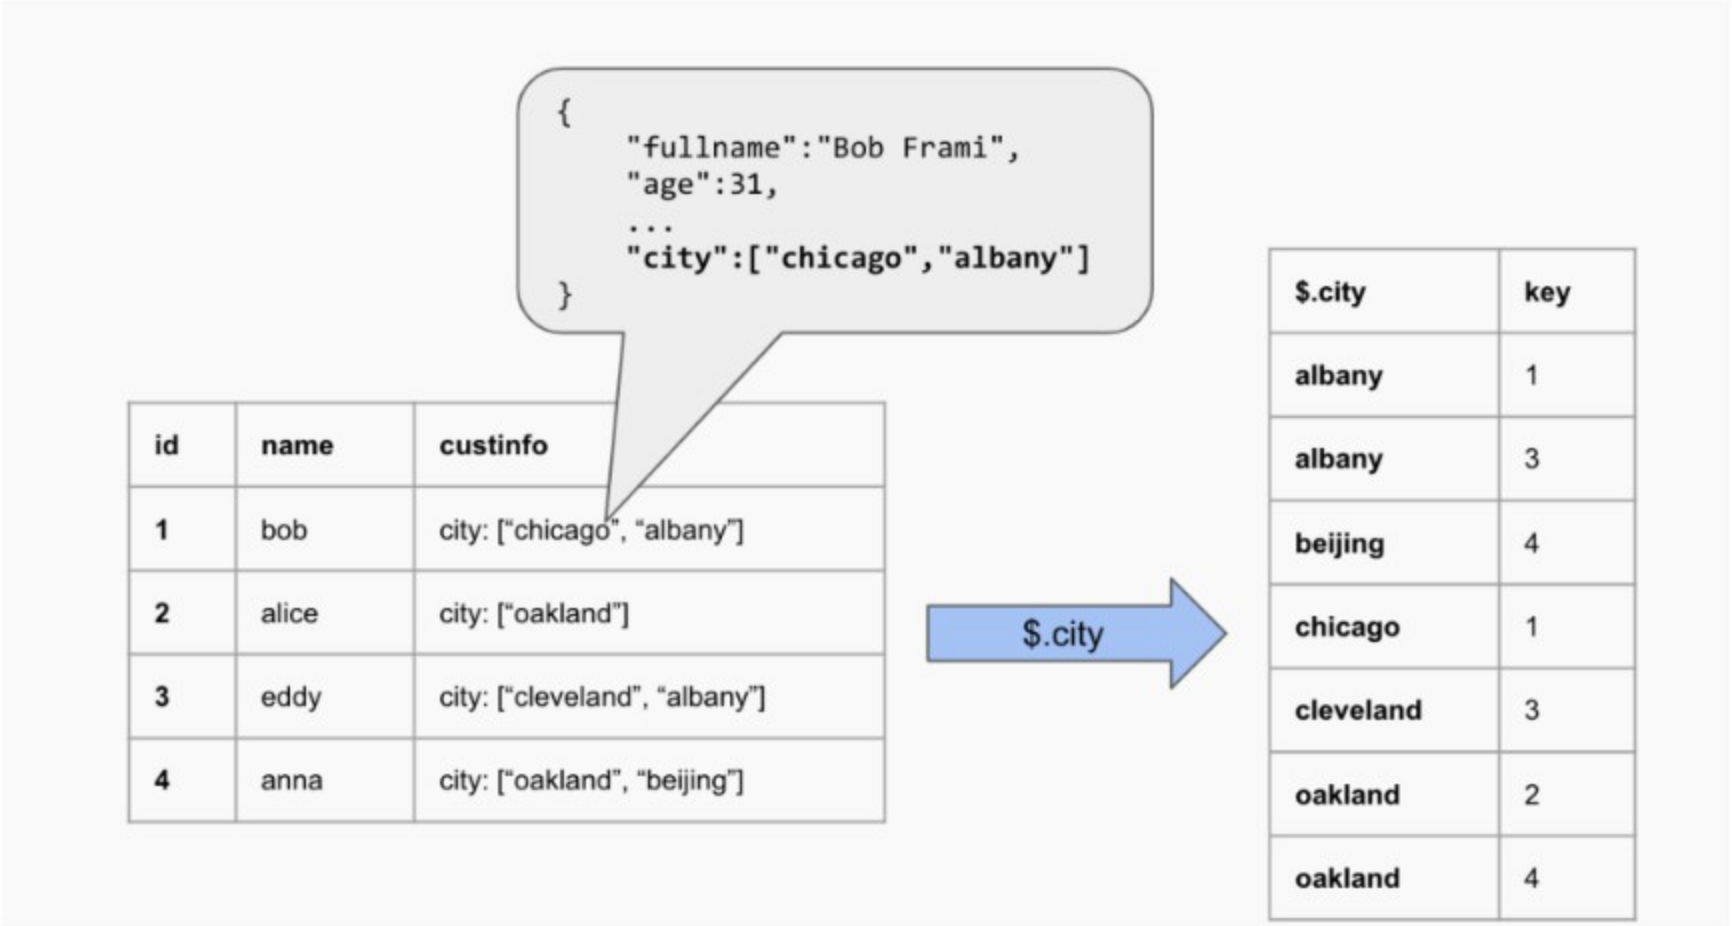 {
"fullname":"Bob Frami",
"age":31,
...
"city":["chicago","albany"]
}
id name custinfo
1 bob city: [“chicago”, “albany”]
2 alice city: [“oakland”]
3 eddy city: [“cleveland”, “albany”]
4 anna city: [“oakland”, “beijing”]
$.city
$.city key
albany 1
albany 3
beijing 4
chicago 1
cleveland 3
oakland 2
oakland 4